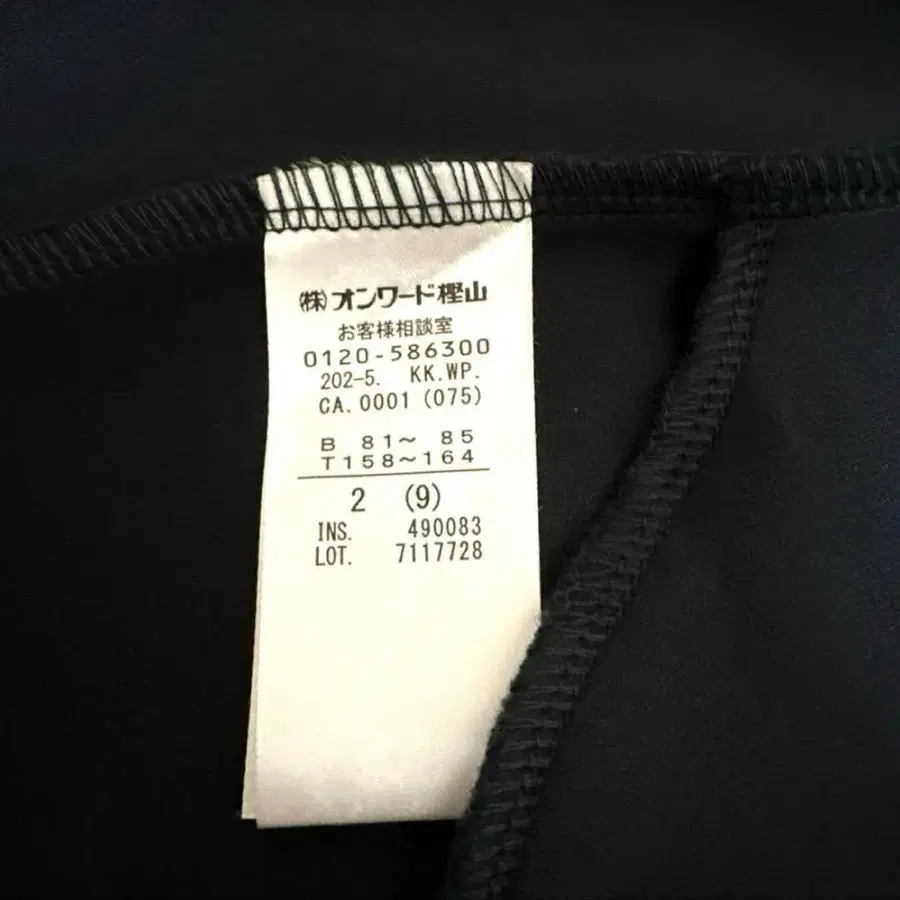 (株)オンワード樫山
お客様相談室
0120-586300
202-5. KK.WP.
CA.0001(075)
B 81～ 85
T158～164
2 (9)
INS. 490083
LOT. 7117728